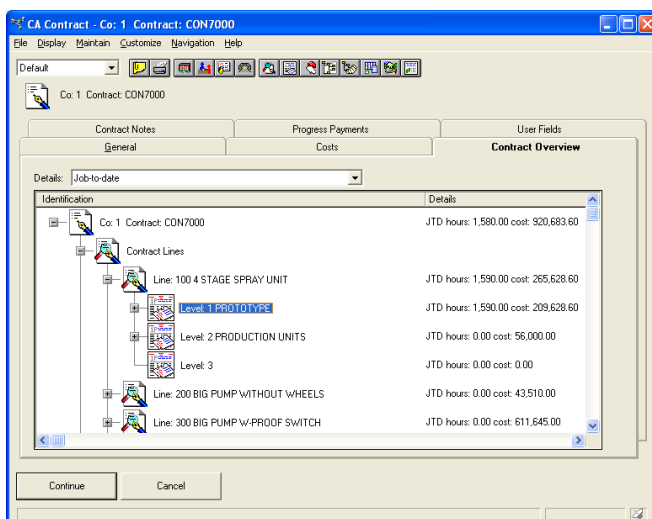 CA Contract - Co: 1 Contract: CON7000
File Display Maintain Customize Navigation Help
Default
Co: 1 Contract: CON7000
Contract Notes Progress Payments User Fields
General Costs Contract Overview
Details: Job-to-date
Identification Details
Co: 1 Contract: CON7000 JTD hours: 1,580.00 cost: 920,683.60
Contract Lines
Line: 100 4 STAGE SPRAY UNIT JTD hours: 1,590.00 cost: 265,628.60
Level: 1 PROTOTYPE JTD hours: 1,590.00 cost: 209,628.60
Level: 2 PRODUCTION UNITS JTD hours: 0.00 cost: 56,000.00
Level: 3 JTD hours: 0.00 cost: 0.00
Line: 200 BIG PUMP WITHOUT WHEELS JTD hours: 0.00 cost: 43,510.00
Line: 300 BIG PUMP W-PROOF SWITCH JTD hours: 0.00 cost: 611,645.00
Continue Cancel